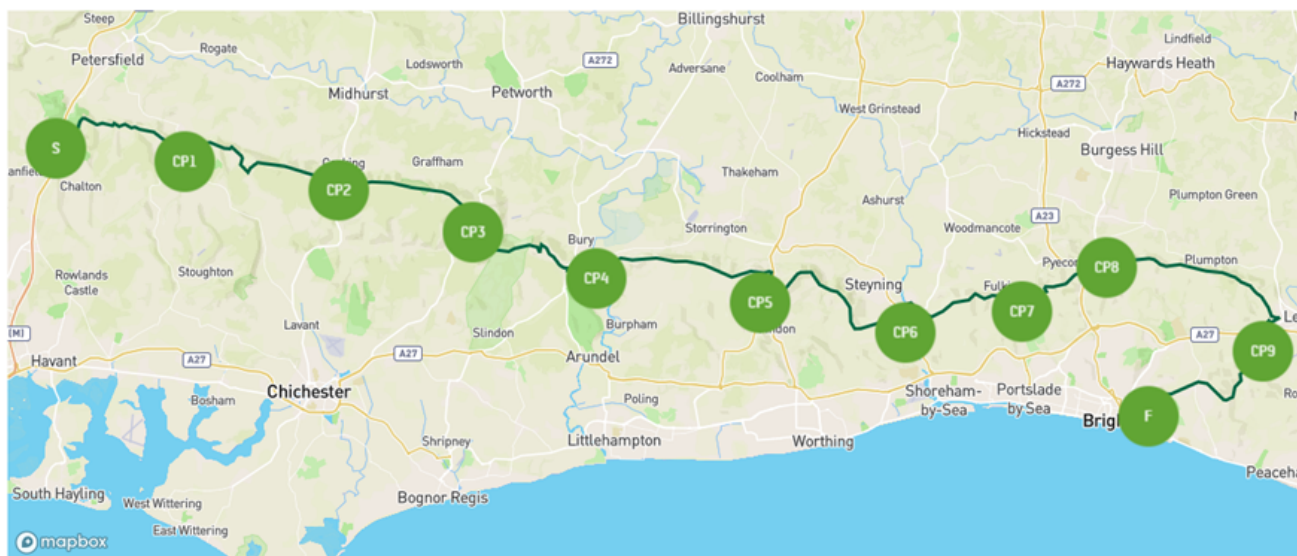 Steep
Petersfield
Rogate
Lodsworth
Midhurst
Petworth
A272
Billingshurst
Adversane
Coolham
West Grinstead
A272
Lindfield
Haywards Heath
Hickstead
Burgess Hill
S
CP1
CP2
Graffham
Chalton
CP3
Bury
CP4
Storrington
Thakeham
Ashurst
Woodmancote
A23
Plumpton Green
Plumpton
CP8
CP7
Steyning
CP6
CP5
Rowlands
Castle
Stoughton
Lavant
Slindon
Burpham
Arundel
A27
A27
A27
CP9
F
Havant
Bosham
Chichester
Shripney
Poling
Littlehampton
Worthing
Shoreham-
by-Sea
Portslade
by Sea
South Hayling
West Wittering
East Wittering
Bognor Regis
mapbox